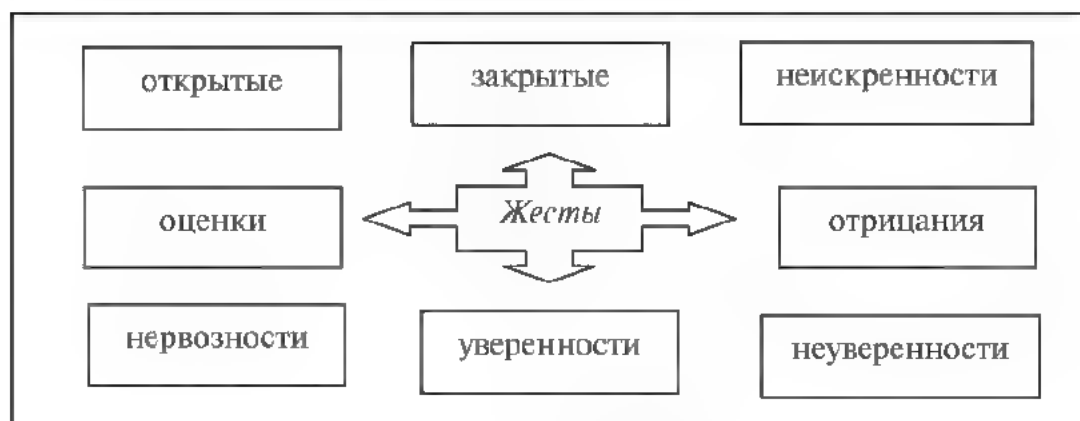 открытые
закрытые
неискренности
оценки
Жесты
отрицания
нервозности
уверенности
неуверенности